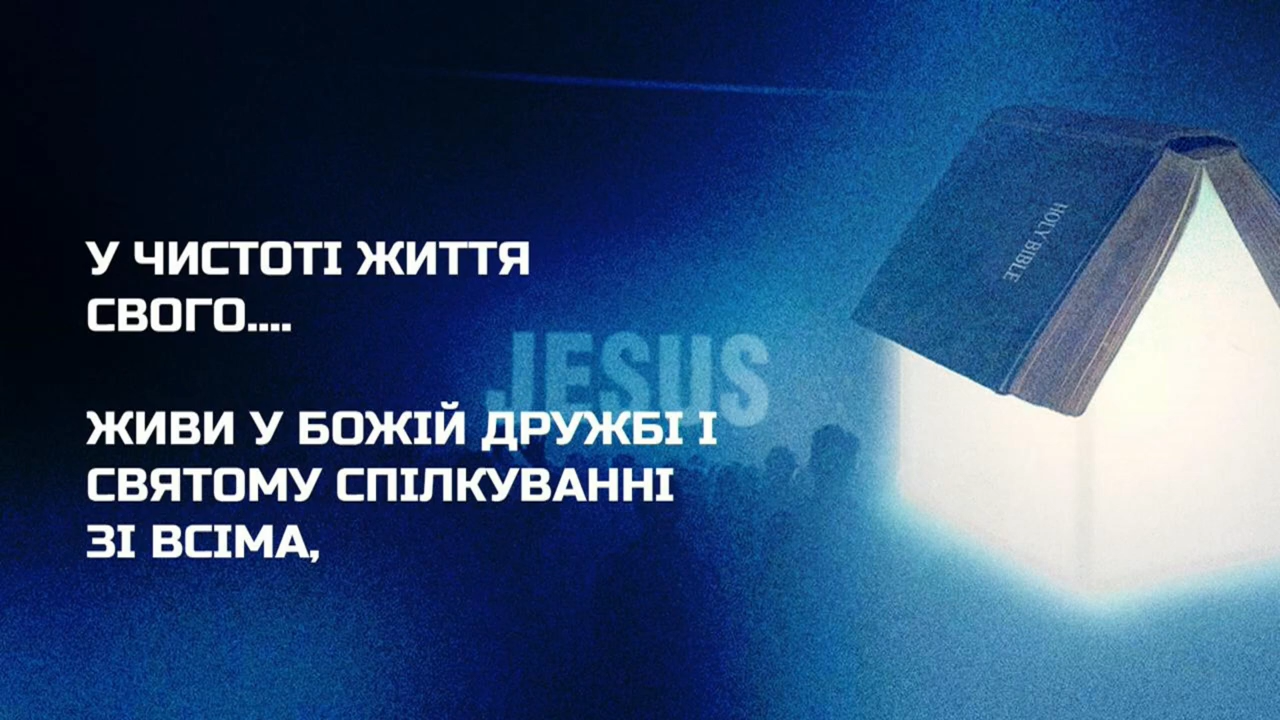 У ЧИСТОТІ ЖИТТЯ
СВОГО....
ЖИВИ У БОЖІЙ ДРУЖБІ І
СВЯТОМУ СПІЛКУВАННІ
ЗІ ВСІМА,
JESUS
HOLY BIBLE